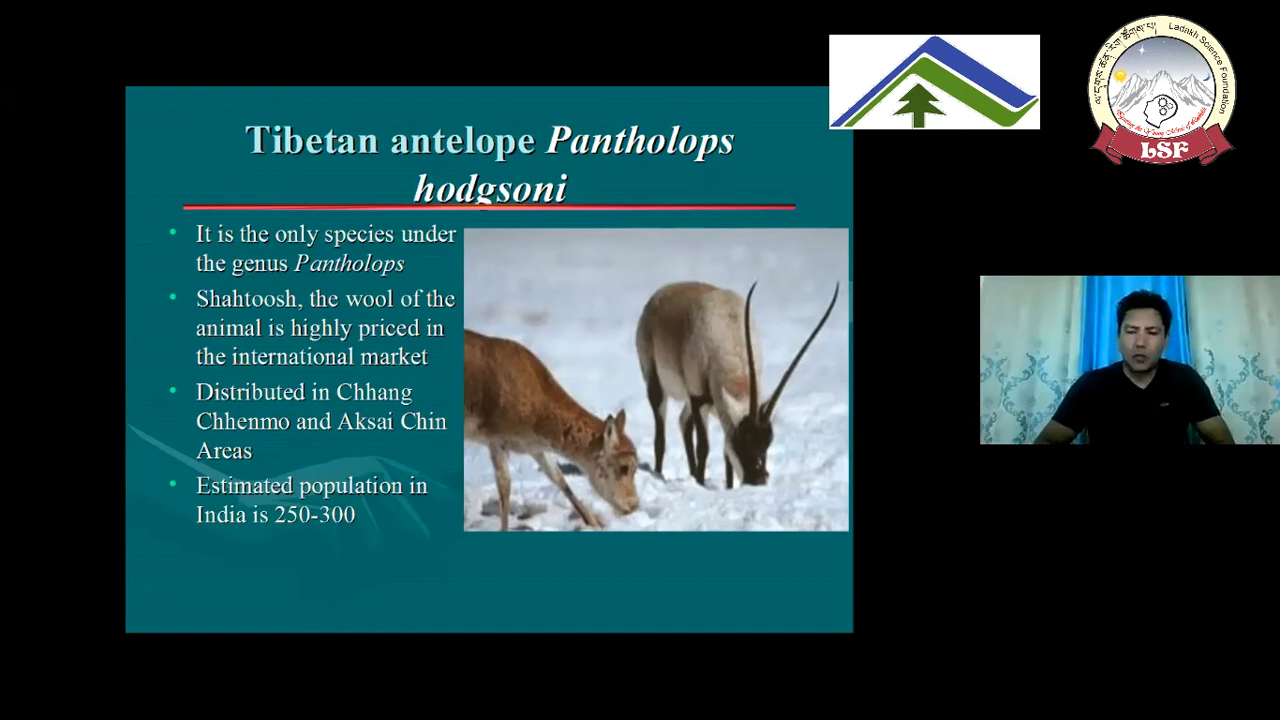 Tibetan antelope Pantholops
hodgsoni
• It is the only species under
the genus Pantholops
• Shahtoosh, the wool of the
animal is highly priced in
the international market
• Distributed in Chhang
Chhenmo and Aksai Chin
Areas
• Estimated population in
India is 250-300
Ladakh Science Foundation
LSF